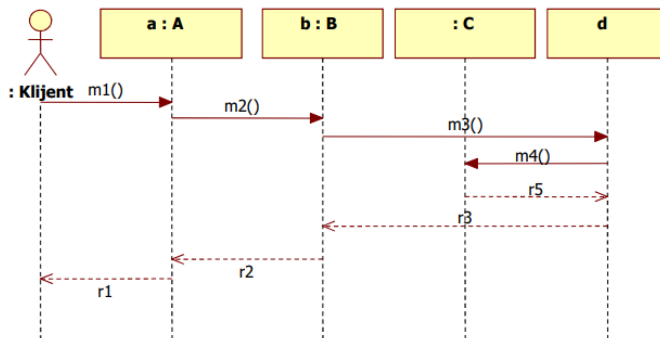 a : A
b : B
: C
d
: Klijent
m1()
m2()
m3()
m4()
r5
r3
r2
r1